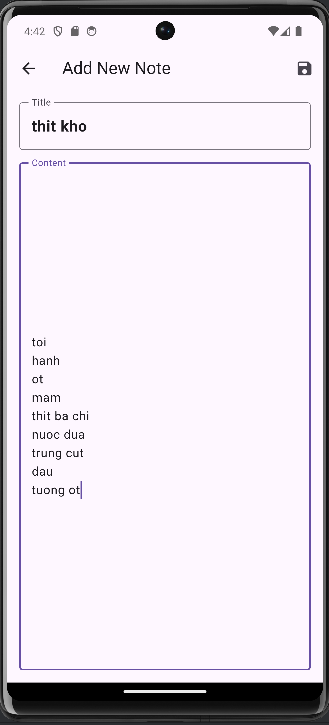 4:42
Add New Note
Title
thit kho
Content
toi
hanh
ot
mam
thit ba chi
nuoc dua
trung cut
dau
tuong ot